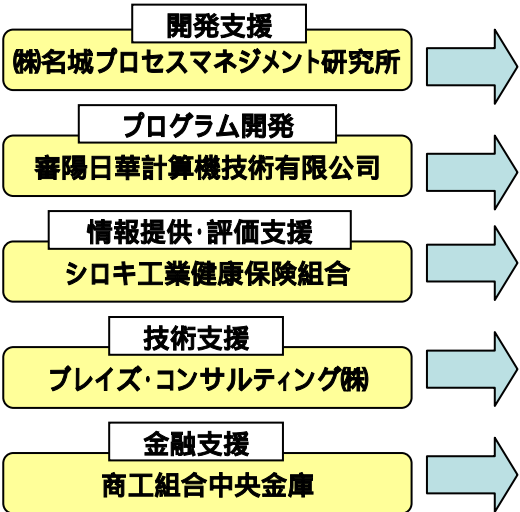 開発支援
㈱名城プロセスマネジメント研究所
プログラム開発
審陽日華計算機技術有限公司
情報提供・評価支援
シロキ工業健康保険組合
技術支援
ブレイズ・コンサルティング㈱
金融支援
商工組合中央金庫